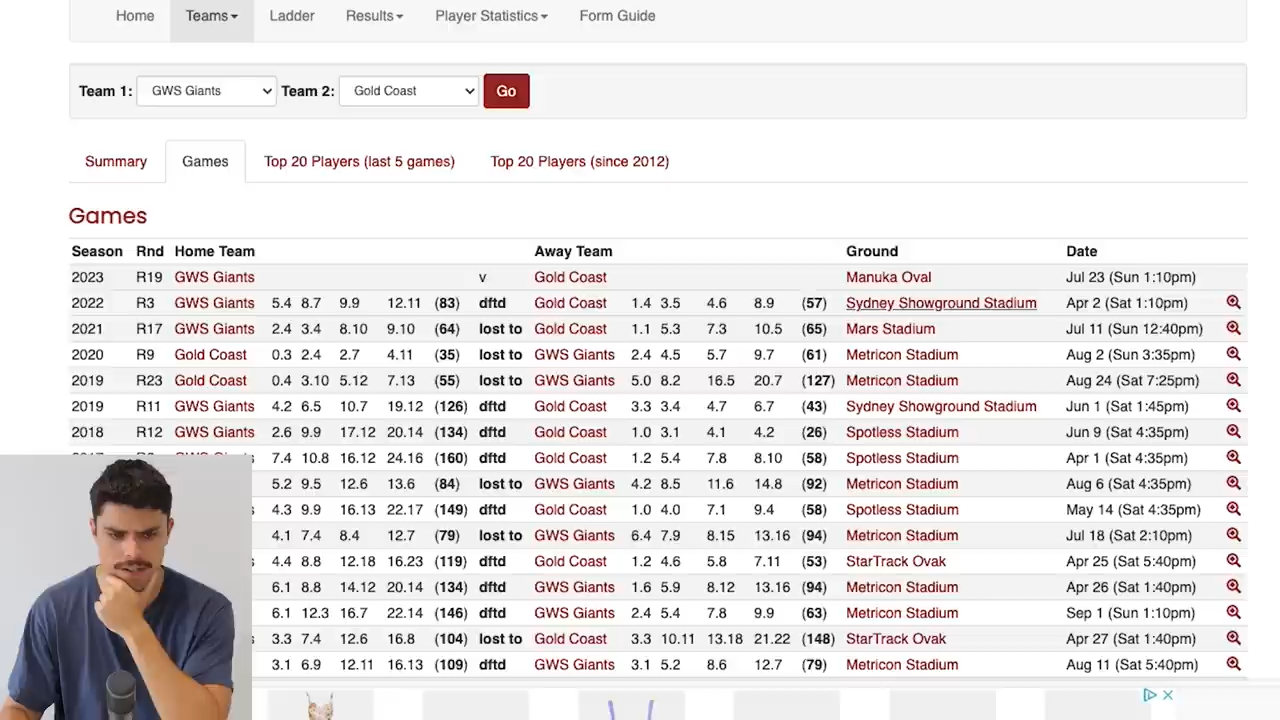 Home Teams Ladder Results Player Statistics Form Guide
Team 1: GWS Giants Team 2: Gold Coast Go
Summary Games Top 20 Players (last 5 games) Top 20 Players (since 2012)
Games
Season Rnd Home Team Away Team Ground Date
2023 R19 GWS Giants v Gold Coast Manuka Oval Jul 23 (Sun 1:10pm)
2022 R3 GWS Giants 5.4 8.7 9.9 12.11 (83) dftd Gold Coast 1.4 3.5 4.6 8.9 (57) Sydney Showground Stadium Apr 2 (Sat 1:10pm)
2021 R17 GWS Giants 2.4 3.4 8.10 9.10 (64) lost to Gold Coast 1.1 5.3 7.3 10.5 (65) Mars Stadium Jul 11 (Sun 12:40pm)
2020 R9 Gold Coast 0.3 2.4 2.7 4.11 (35) lost to GWS Giants 2.4 4.5 5.7 9.7 (61) Metricon Stadium Aug 2 (Sun 3:35pm)
2019 R23 Gold Coast 0.4 3.10 5.12 7.13 (55) lost to GWS Giants 5.0 8.2 16.5 20.7 (127) Metricon Stadium Aug 24 (Sat 7:25pm)
2019 R11 GWS Giants 4.2 6.5 10.7 19.12 (126) dftd Gold Coast 3.3 3.4 4.7 6.7 (43) Sydney Showground Stadium Jun 1 (Sat 1:45pm)
2018 R12 GWS Giants 2.6 9.9 17.12 20.14 (134) dftd Gold Coast 1.0 3.1 4.1 4.2 (26) Spotless Stadium Jun 9 (Sat 4:35pm)
7.4 10.8 16.12 24.16 (160) dftd Gold Coast 1.2 5.4 7.8 8.10 (58) Spotless Stadium Apr 1 (Sat 4:35pm)
5.2 9.5 12.6 13.6 (84) lost to GWS Giants 4.2 8.5 11.6 14.8 (92) Metricon Stadium Aug 6 (Sat 4:35pm)
4.3 9.9 16.13 22.17 (149) dftd Gold Coast 1.0 4.0 7.1 9.4 (58) Spotless Stadium May 14 (Sat 4:35pm)
4.1 7.4 8.4 12.7 (79) lost to GWS Giants 6.4 7.9 8.15 13.16 (94) Metricon Stadium Jul 18 (Sat 2:10pm)
4.4 8.8 12.18 16.23 (119) dftd Gold Coast 1.2 4.6 5.8 7.11 (53) StarTrack Ovak Apr 25 (Sat 5:40pm)
6.1 8.8 14.12 20.14 (134) dftd GWS Giants 1.6 5.9 8.12 13.16 (94) Metricon Stadium Apr 26 (Sat 1:40pm)
6.1 12.3 16.7 22.14 (146) dftd GWS Giants 2.4 5.4 7.8 9.9 (63) Metricon Stadium Sep 1 (Sun 1:10pm)
3.3 7.4 12.6 16.8 (104) lost to Gold Coast 3.3 10.11 13.18 21.22 (148) StarTrack Ovak Apr 27 (Sat 1:40pm)
3.1 6.9 12.11 16.13 (109) dftd GWS Giants 3.1 5.2 8.6 12.7 (79) Metricon Stadium Aug 11 (Sat 5:40pm)